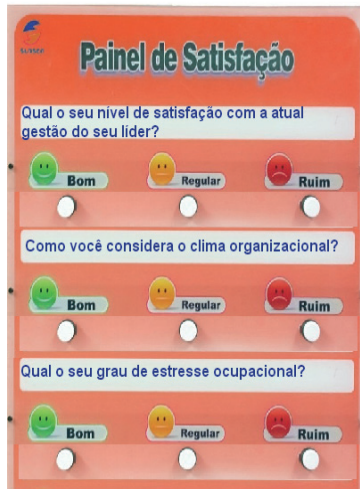 Painel de Satisfação
Qual o seu nível de satisfação com a atual
gestão do seu líder?
Bom Regular Ruim
Como você considera o clima organizacional?
Bom Regular Ruim
Qual o seu grau de estresse ocupacional?
Bom Regular Ruim